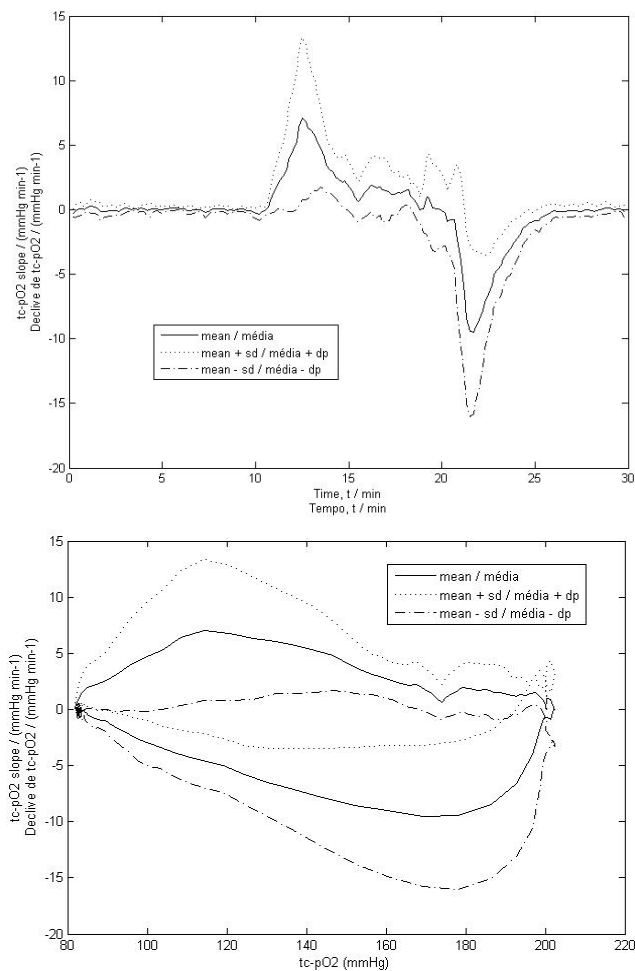 15
10
5
0
-5
-10
-15
-20
tc-pO2 slope / (mmHg min-1)
Declive de tc-pO2 / (mmHg min-1)
mean / média
mean + sd / média + dp
mean - sd / média - dp
0 5 10 15 20 25 30
Time, t / min
Tempo, t / min
15
10
5
0
-5
-10
-15
-20
tc-pO2 slope / (mmHg min-1)
Declive de tc-pO2 / (mmHg min-1)
mean / média
mean + sd / média + dp
mean - sd / média - dp
80 100 120 140 160 180 200 220
tc-pO2 (mmHg)